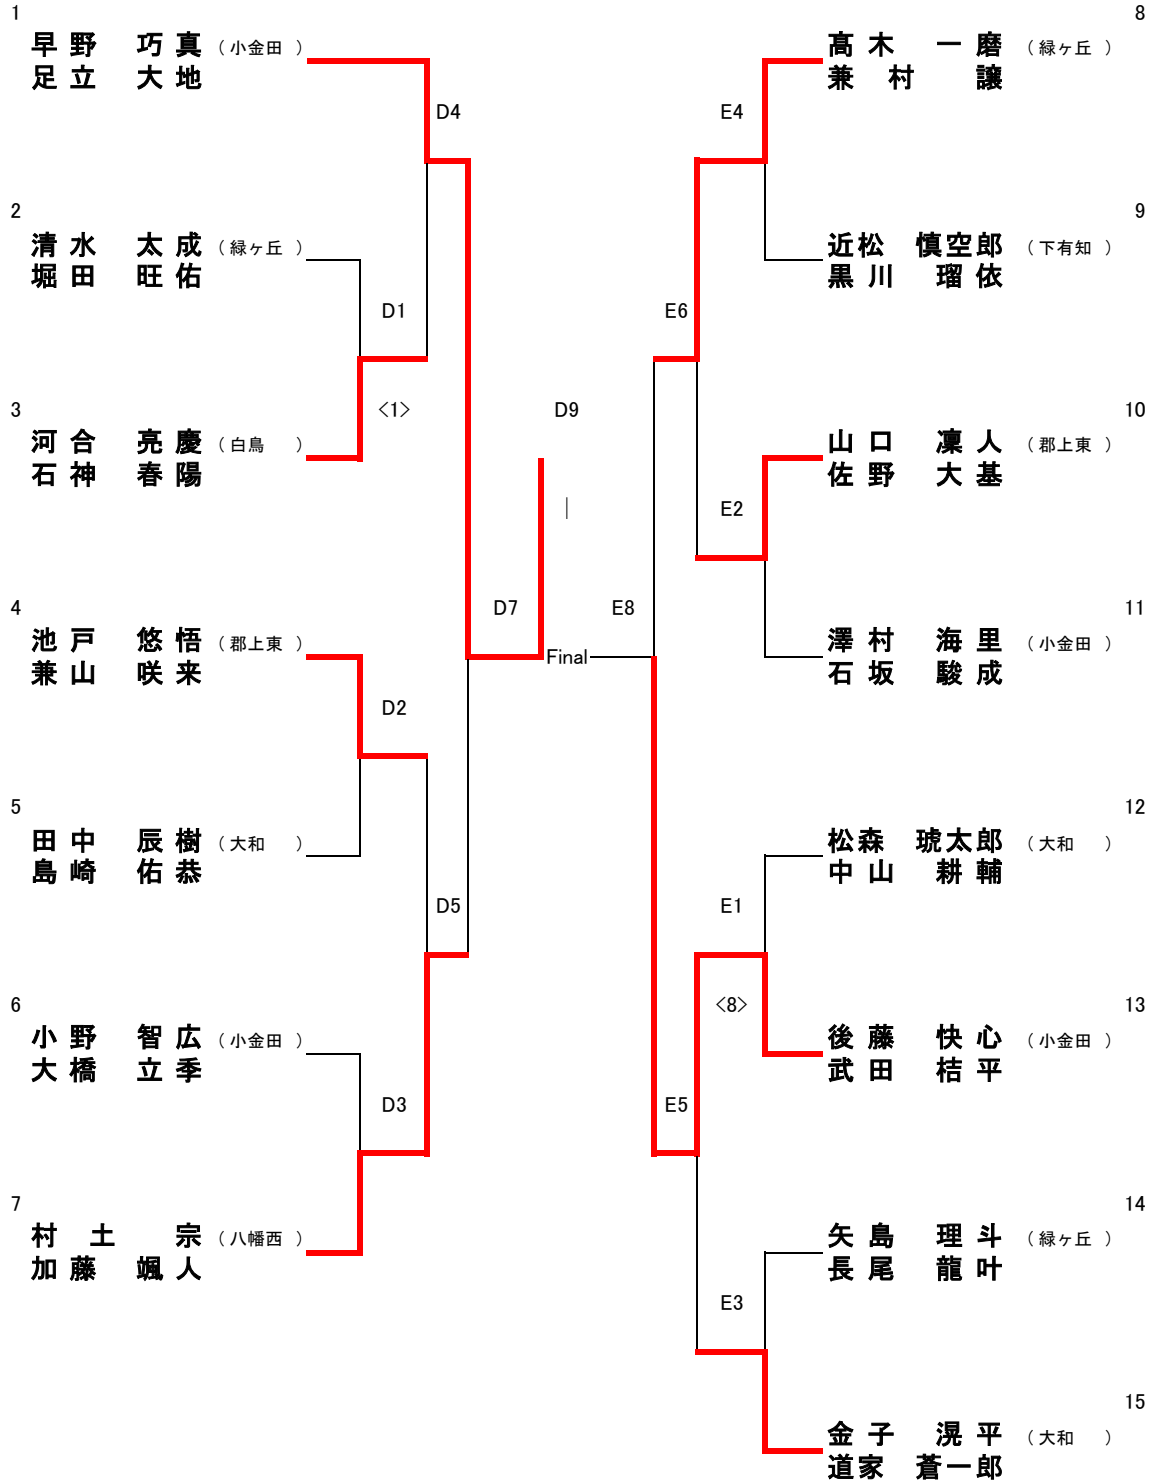 1
早野 巧真 （小金田）
足立 大地
D4
2
清水 太成 （緑ヶ丘）
堀田 旺佑
D1
3
<1>
河合 亮慶 （白鳥）
石神 春陽
4
池戸 悠悟 （郡上東）
兼山 咲来
D2
5
田中 辰樹 （大和）
島崎 佑恭
D5
6
小野 智広 （小金田）
大橋 立季
D3
7
村土 宗 （八幡西）
加藤 颯人
D9
D7
E8
Final
8
髙木 一磨 （緑ヶ丘）
兼村 譲
E4
9
近松 慎空郎 （下有知）
黒川 瑠依
E6
10
山口 凜人 （郡上東）
佐野 大基
E2
11
澤村 海里 （小金田）
石坂 駿成
12
松森 琥太郎 （大和）
中山 耕輔
E1
<8>
13
後藤 快心 （小金田）
武田 桔平
E5
14
矢島 理斗 （緑ヶ丘）
長尾 龍叶
E3
15
金子 滉平 （大和）
道家 蒼一郎